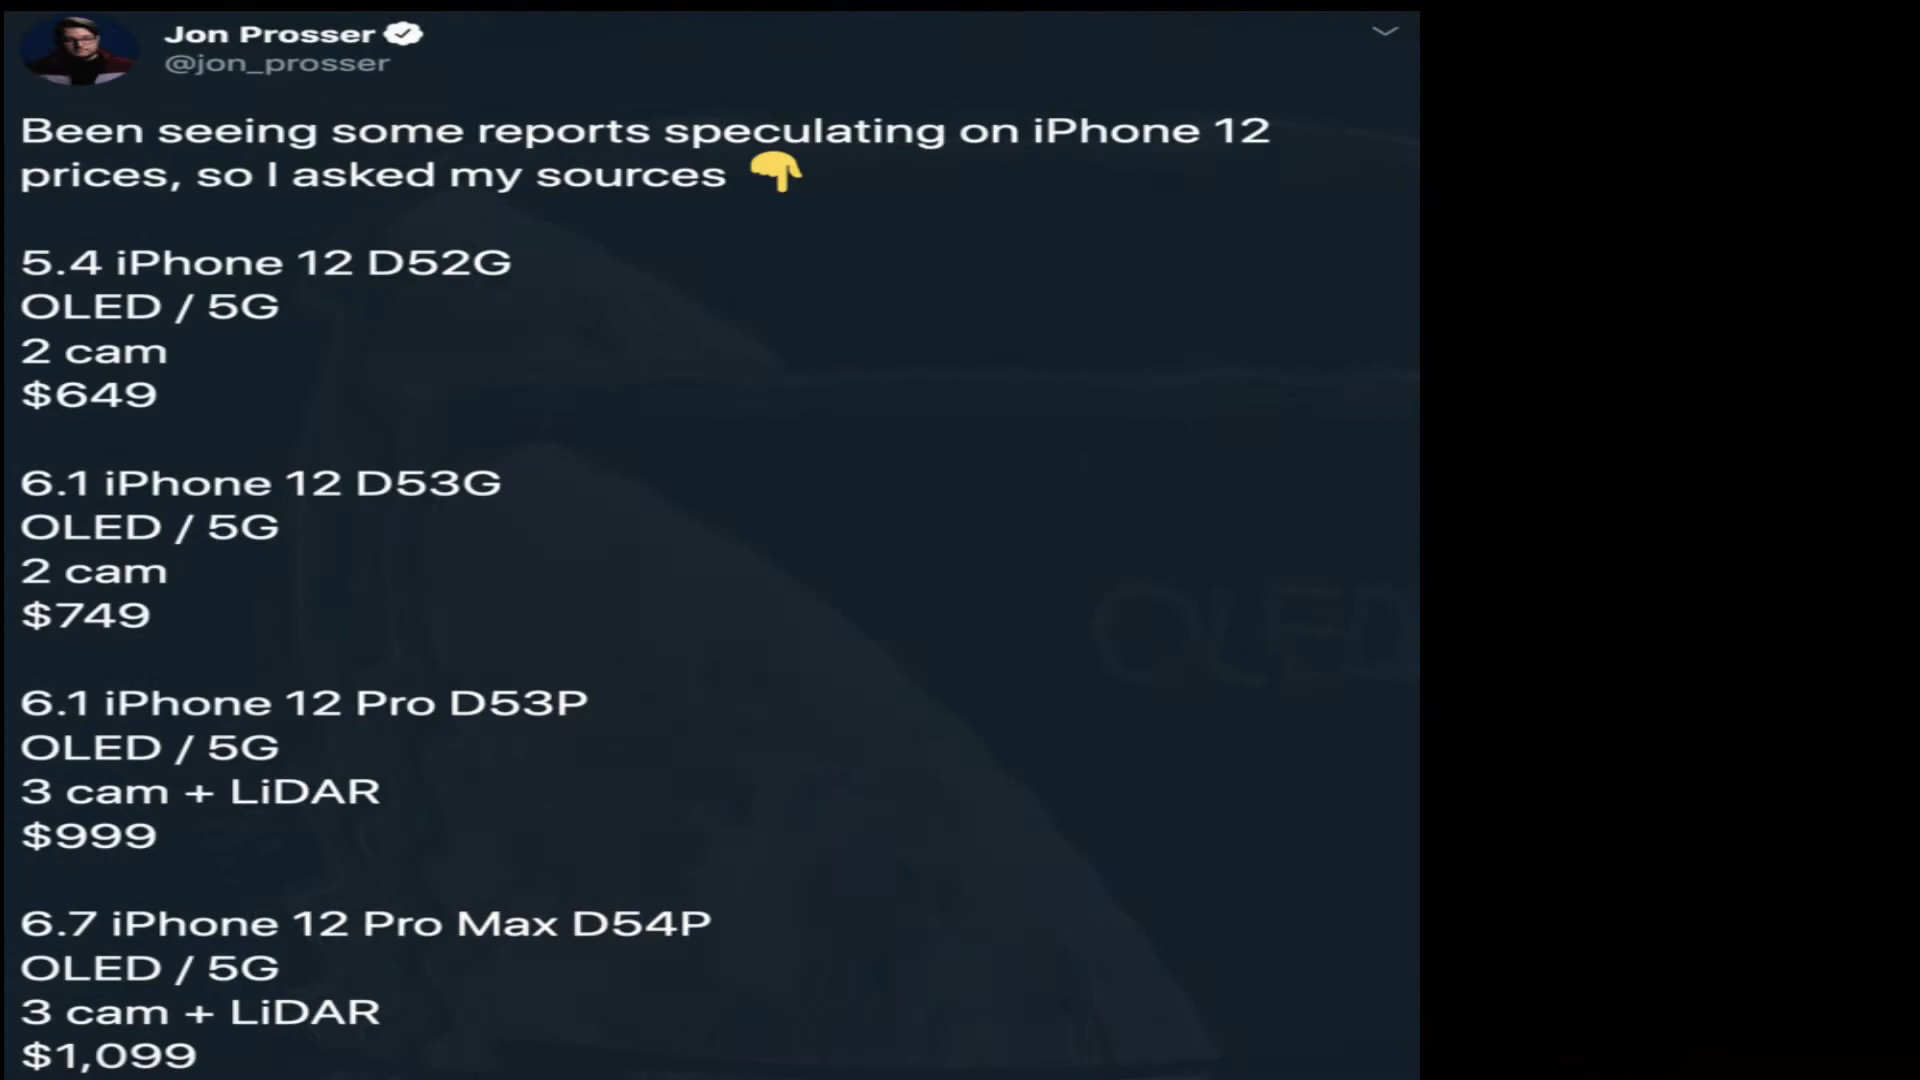 Jon Prosser
@jon_prosser
Been seeing some reports speculating on iPhone 12
prices, so I asked my sources 👇
5.4 iPhone 12 D52G
OLED / 5G
2 cam
$649
6.1 iPhone 12 D53G
OLED / 5G
2 cam
$749
OLED
6.1 iPhone 12 Pro D53P
OLED / 5G
3 cam + LiDAR
$999
6.7 iPhone 12 Pro Max D54P
OLED / 5G
3 cam + LiDAR
$1,099